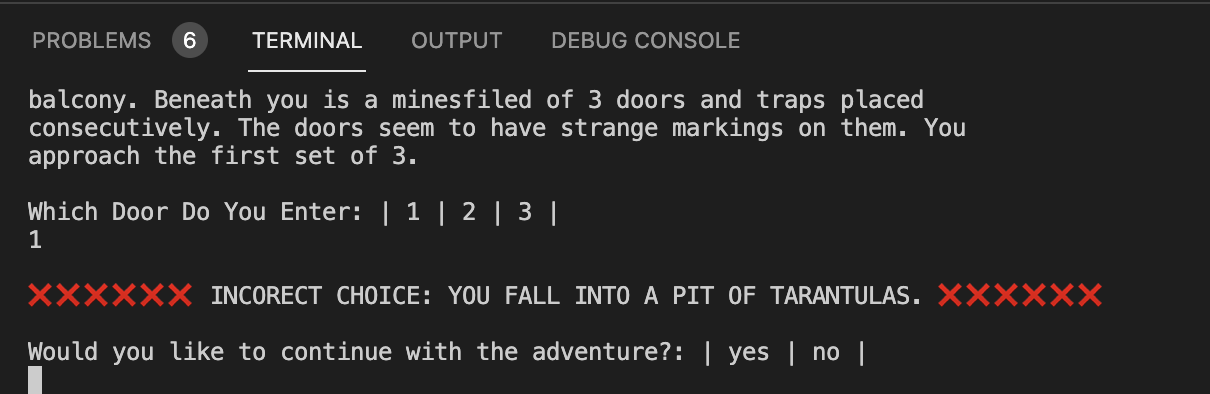 PROBLEMS 6 TERMINAL OUTPUT DEBUG CONSOLE
balcony. Beneath you is a minesfiled of 3 doors and traps placed
consecutively. The doors seem to have strange markings on them. You
approach the first set of 3.
Which Door Do You Enter: | 1 | 2 | 3 |
1
❌❌❌❌❌❌ INCORECT CHOICE: YOU FALL INTO A PIT OF TARANTULAS. ❌❌❌❌❌❌
Would you like to continue with the adventure?: | yes | no |